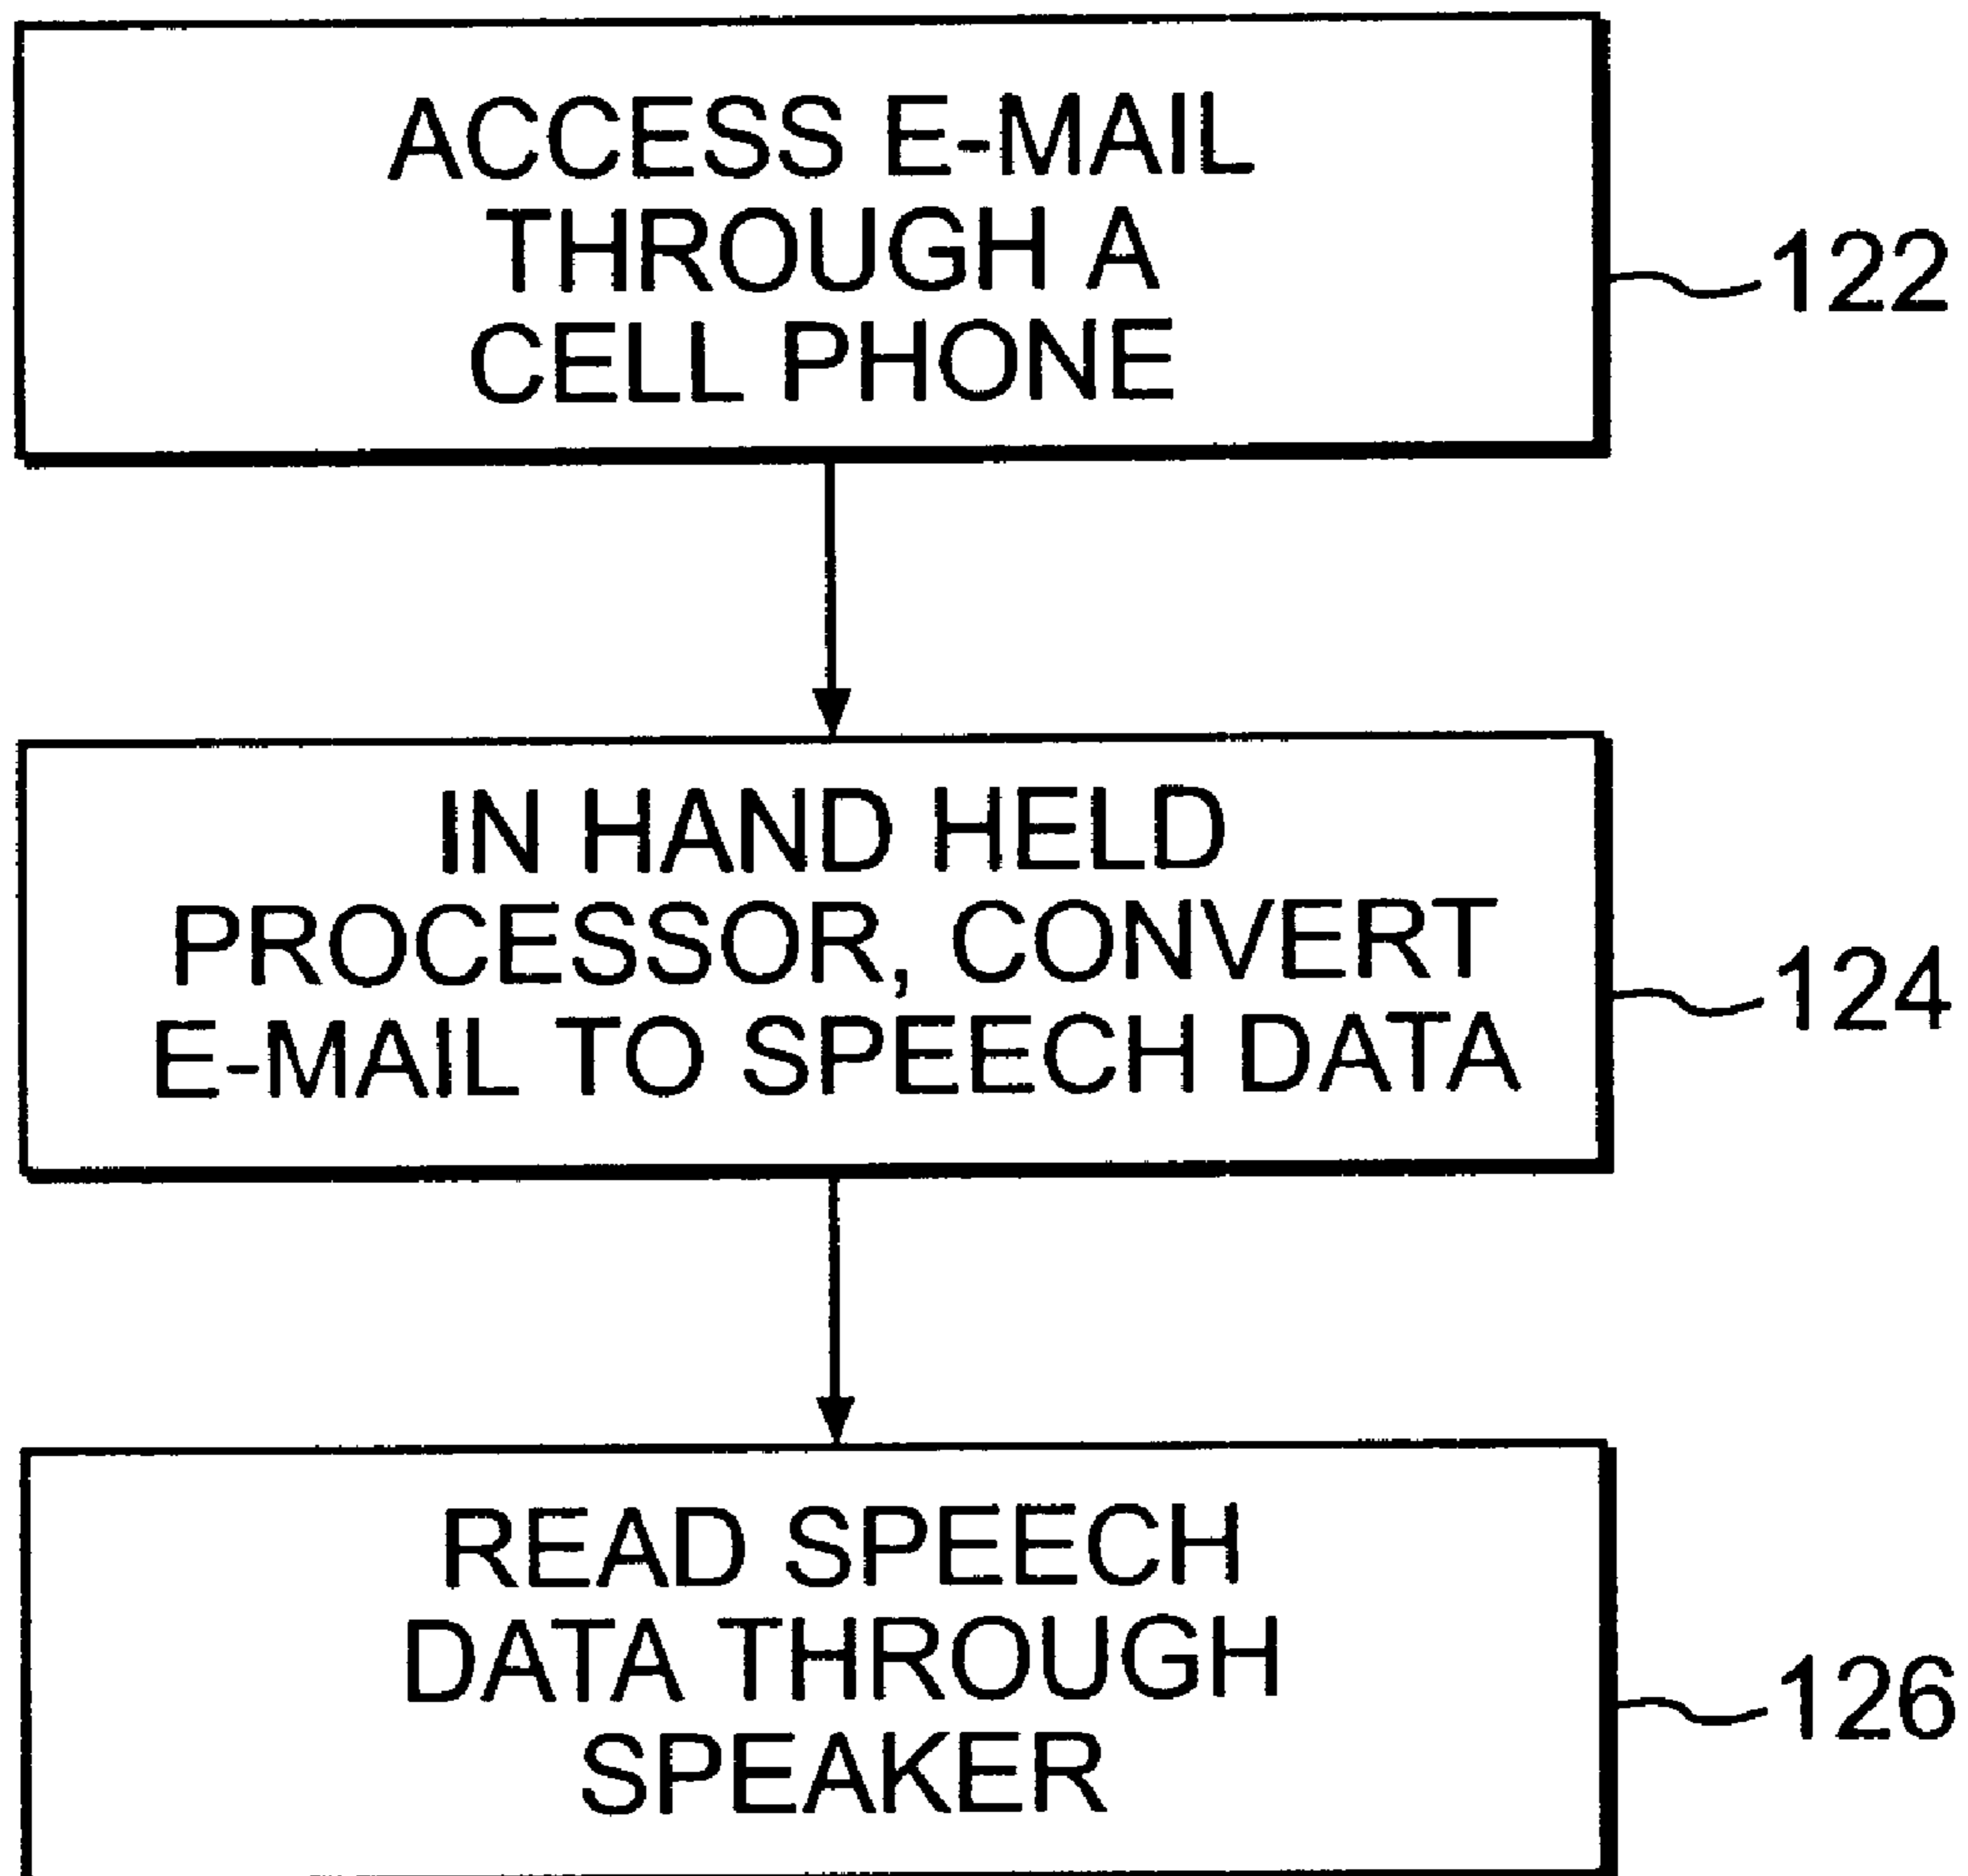 ACCESS E-MAIL
THROUGH A
CELL PHONE
122
IN HAND HELD
PROCESSOR, CONVERT
E-MAIL TO SPEECH DATA
124
READ SPEECH
DATA THROUGH
SPEAKER
126